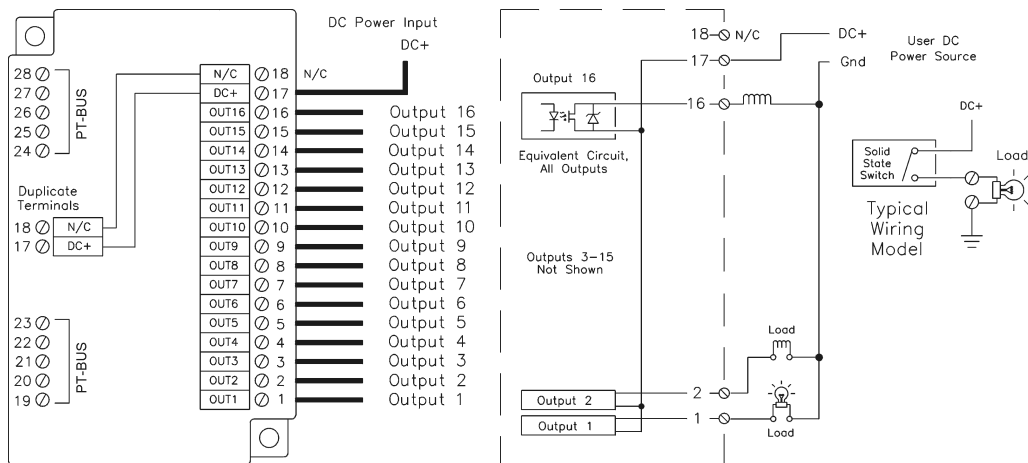 DC Power Input
DC+
28
27
26
25
24
PT-BUS
Duplicate
Terminals
18 N/C
17 DC+
23
22
21
20
19
PT-BUS
N/C 18 N/C
DC+ 17
OUT16 16 Output 16
OUT15 15 Output 15
OUT14 14 Output 14
OUT13 13 Output 13
OUT12 12 Output 12
OUT11 11 Output 11
OUT10 10 Output 10
OUT9 9 Output 9
OUT8 8 Output 8
OUT7 7 Output 7
OUT6 6 Output 6
OUT5 5 Output 5
OUT4 4 Output 4
OUT3 3 Output 3
OUT2 2 Output 2
OUT1 1 Output 1
18 N/C
17
DC+
Gnd
User DC
Power Source
Output 16
16
Equivalent Circuit,
All Outputs
Outputs 3-15
Not Shown
Output 2
2
Load
Output 1
1
Load
DC+
Solid
State
Switch
Load
Typical
Wiring
Model